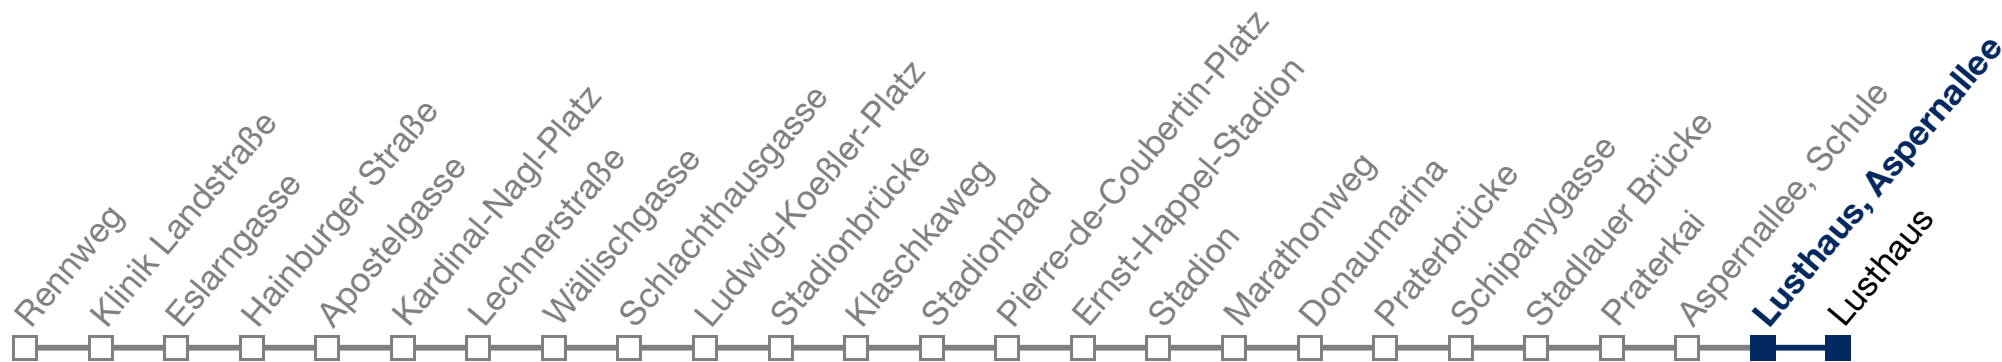 Rennweg
Klinik Landstraße
Eslarngasse
Hainburger Straße
Apostelgasse
Kardinal-Nagl-Platz
Lechnerstraße
Wällischgasse
Schlachthausgasse
Ludwig-Koeßler-Platz
Stadionbrücke
Klaschkaweg
Stadionbad
Pierre-de-Coubertin-Platz
Ernst-Happel-Stadion
Stadion
Marathonweg
Donaumarina
Praterbrücke
Schipanygasse
Stadlauer Brücke
Praterkai
Aspernallee, Schule
Lusthaus, Aspernallee
Lusthaus